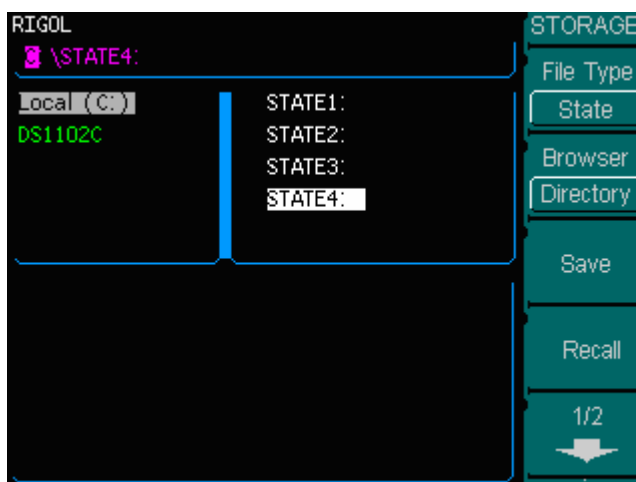 RIGOL
C \STATE4:
Local (C:)
DS1102C
STATE1:
STATE2:
STATE3:
STATE4:
STORAGE
File Type
State
Browser
Directory
Save
Recall
1/2